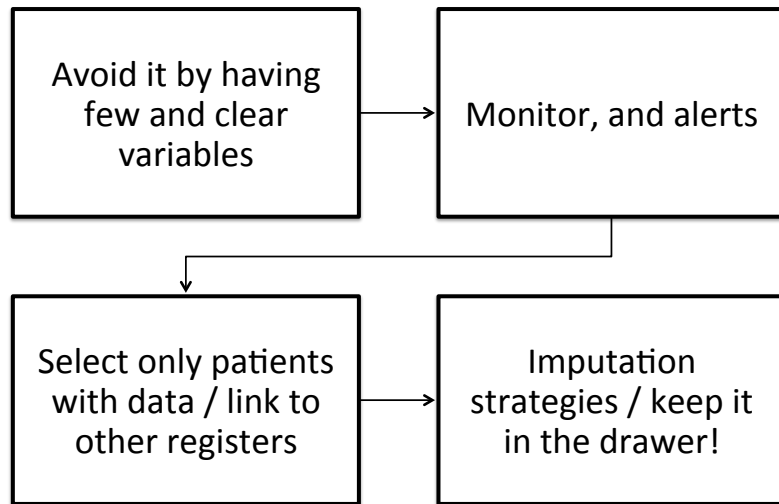 Avoid it by having
few and clear
variables
Monitor, and alerts
Select only patients
with data / link to
other registers
Imputation
strategies / keep it
in the drawer!